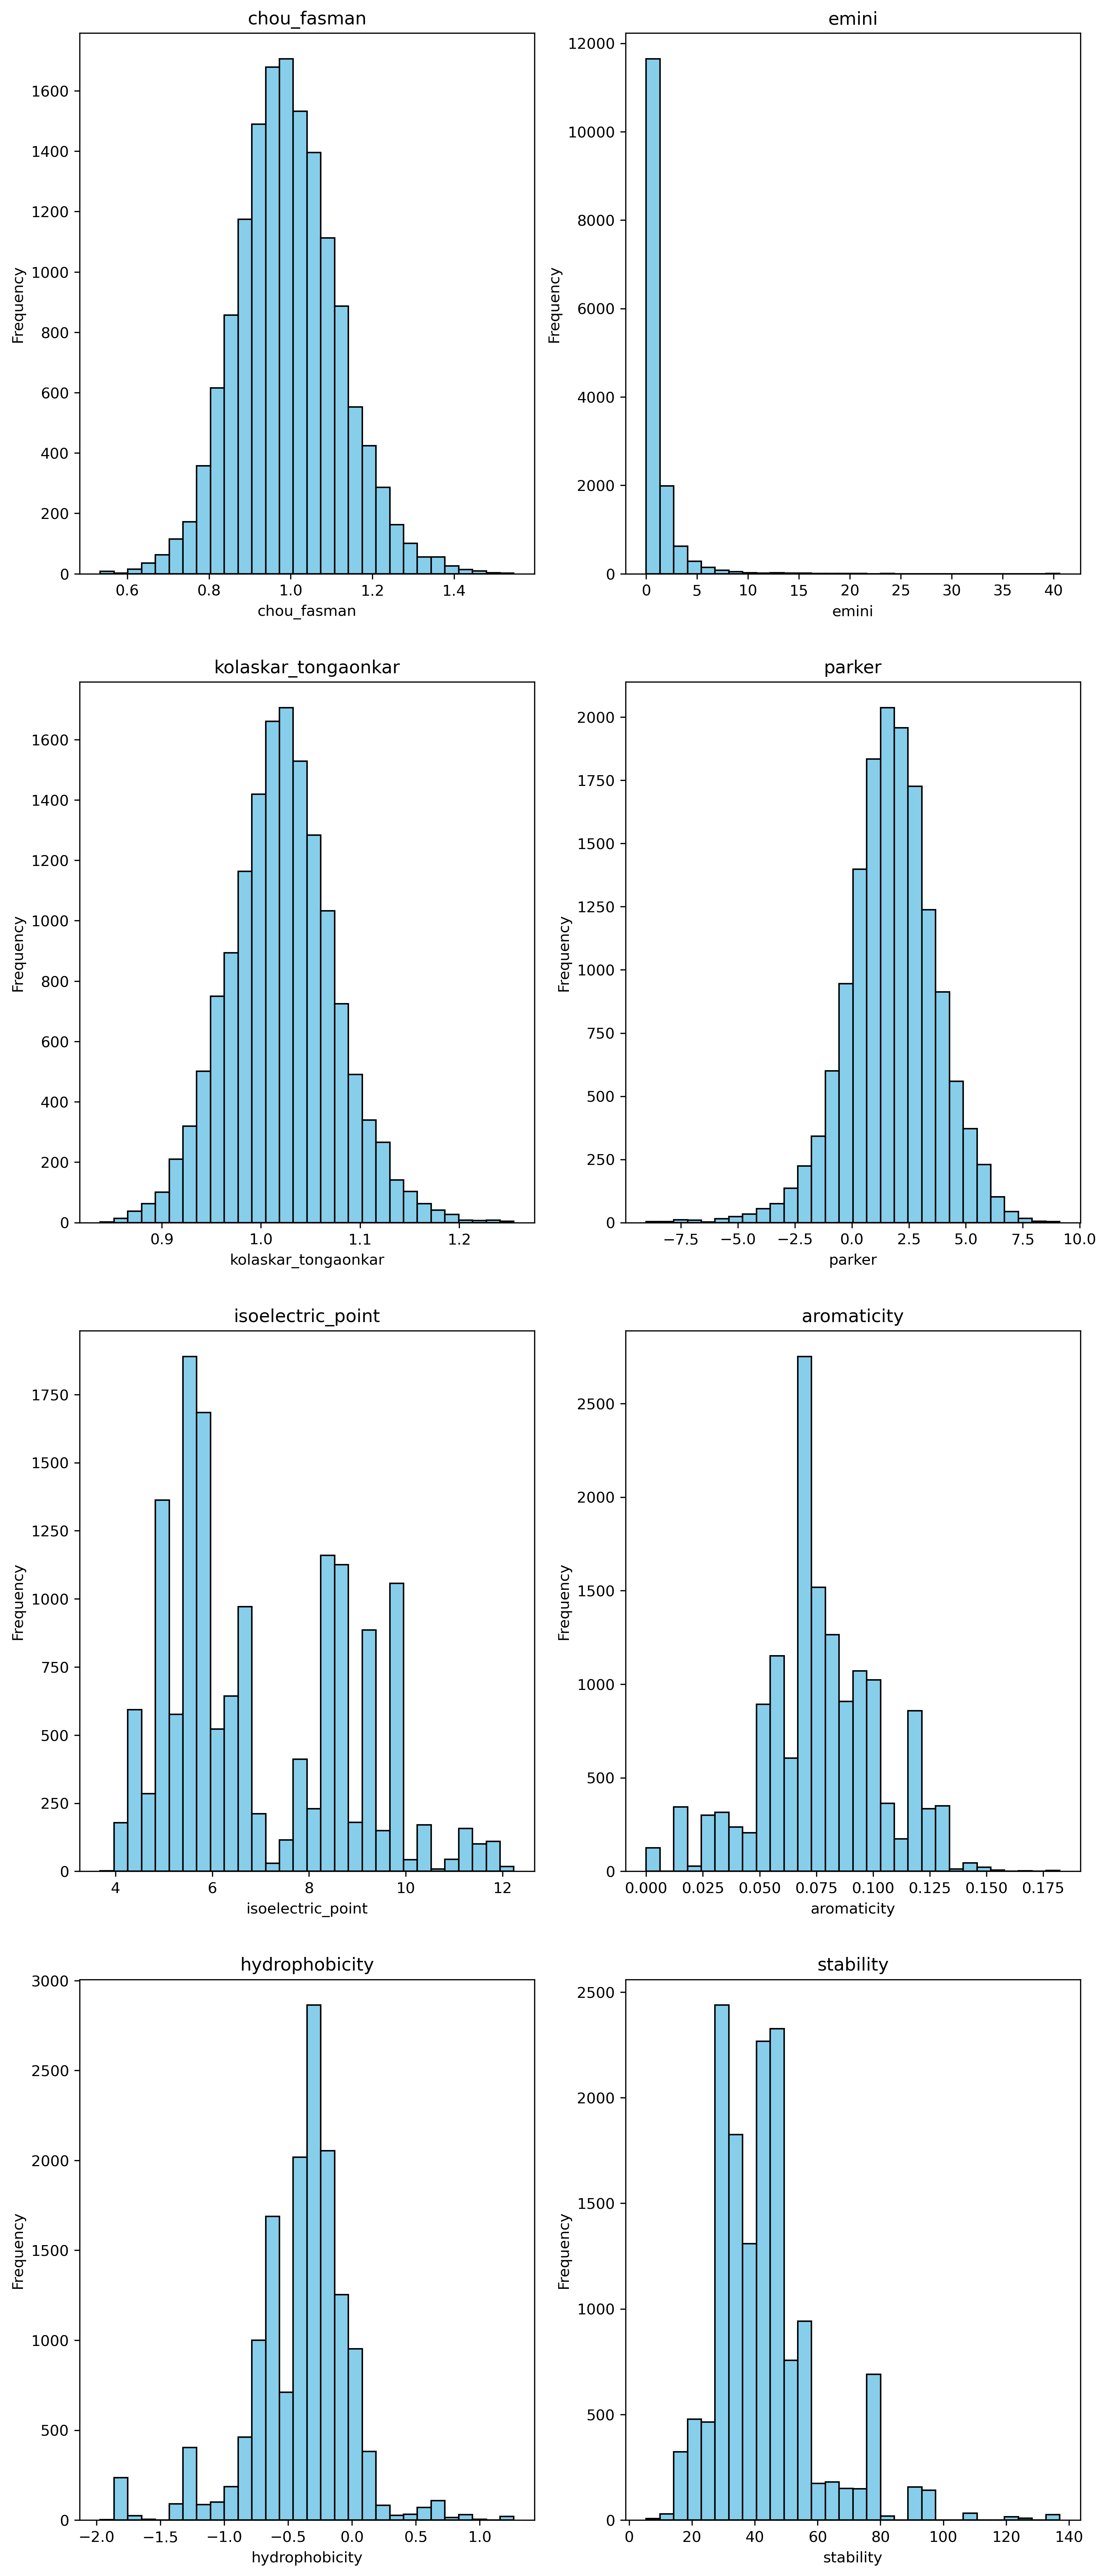 chou_fasman
Frequency
1600
1400
1200
1000
800
600
400
200
0
0.6 0.8 1.0 1.2 1.4
chou_fasman
emini
Frequency
12000
10000
8000
6000
4000
2000
0
0 5 10 15 20 25 30 35 40
emini
kolaskar_tongaonkar
Frequency
1600
1400
1200
1000
800
600
400
200
0
0.9 1.0 1.1 1.2
kolaskar_tongaonkar
parker
Frequency
2000
1750
1500
1250
1000
750
500
250
0
−7.5 −5.0 −2.5 0.0 2.5 5.0 7.5 10.0
parker
isoelectric_point
Frequency
1750
1500
1250
1000
750
500
250
0
4 6 8 10 12
isoelectric_point
aromaticity
Frequency
2500
2000
1500
1000
500
0
0.000 0.025 0.050 0.075 0.100 0.125 0.150 0.175
aromaticity
hydrophobicity
Frequency
3000
2500
2000
1500
1000
500
0
−2.0 −1.5 −1.0 −0.5 0.0 0.5 1.0
hydrophobicity
stability
Frequency
2500
2000
1500
1000
500
0
0 20 40 60 80 100 120 140
stability